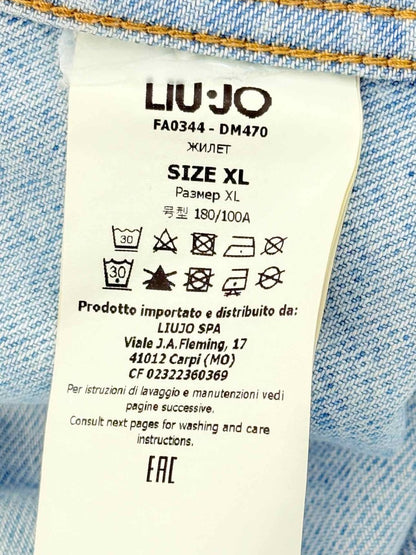 LIU·JO
FA0344 - DM470
ЖИЛЕТ
SIZE XL
Размер XL
号型 180/100A
30
30
Prodotto importato e distribuito da:
LIUJO SPA
Viale J.A.Fleming, 17
41012 Carpi (MO)
CF 02322360369
Per istruzioni di lavaggio e manutenzioni vedi
pagine successive.
Consult next pages for washing and care
instructions.
EAC